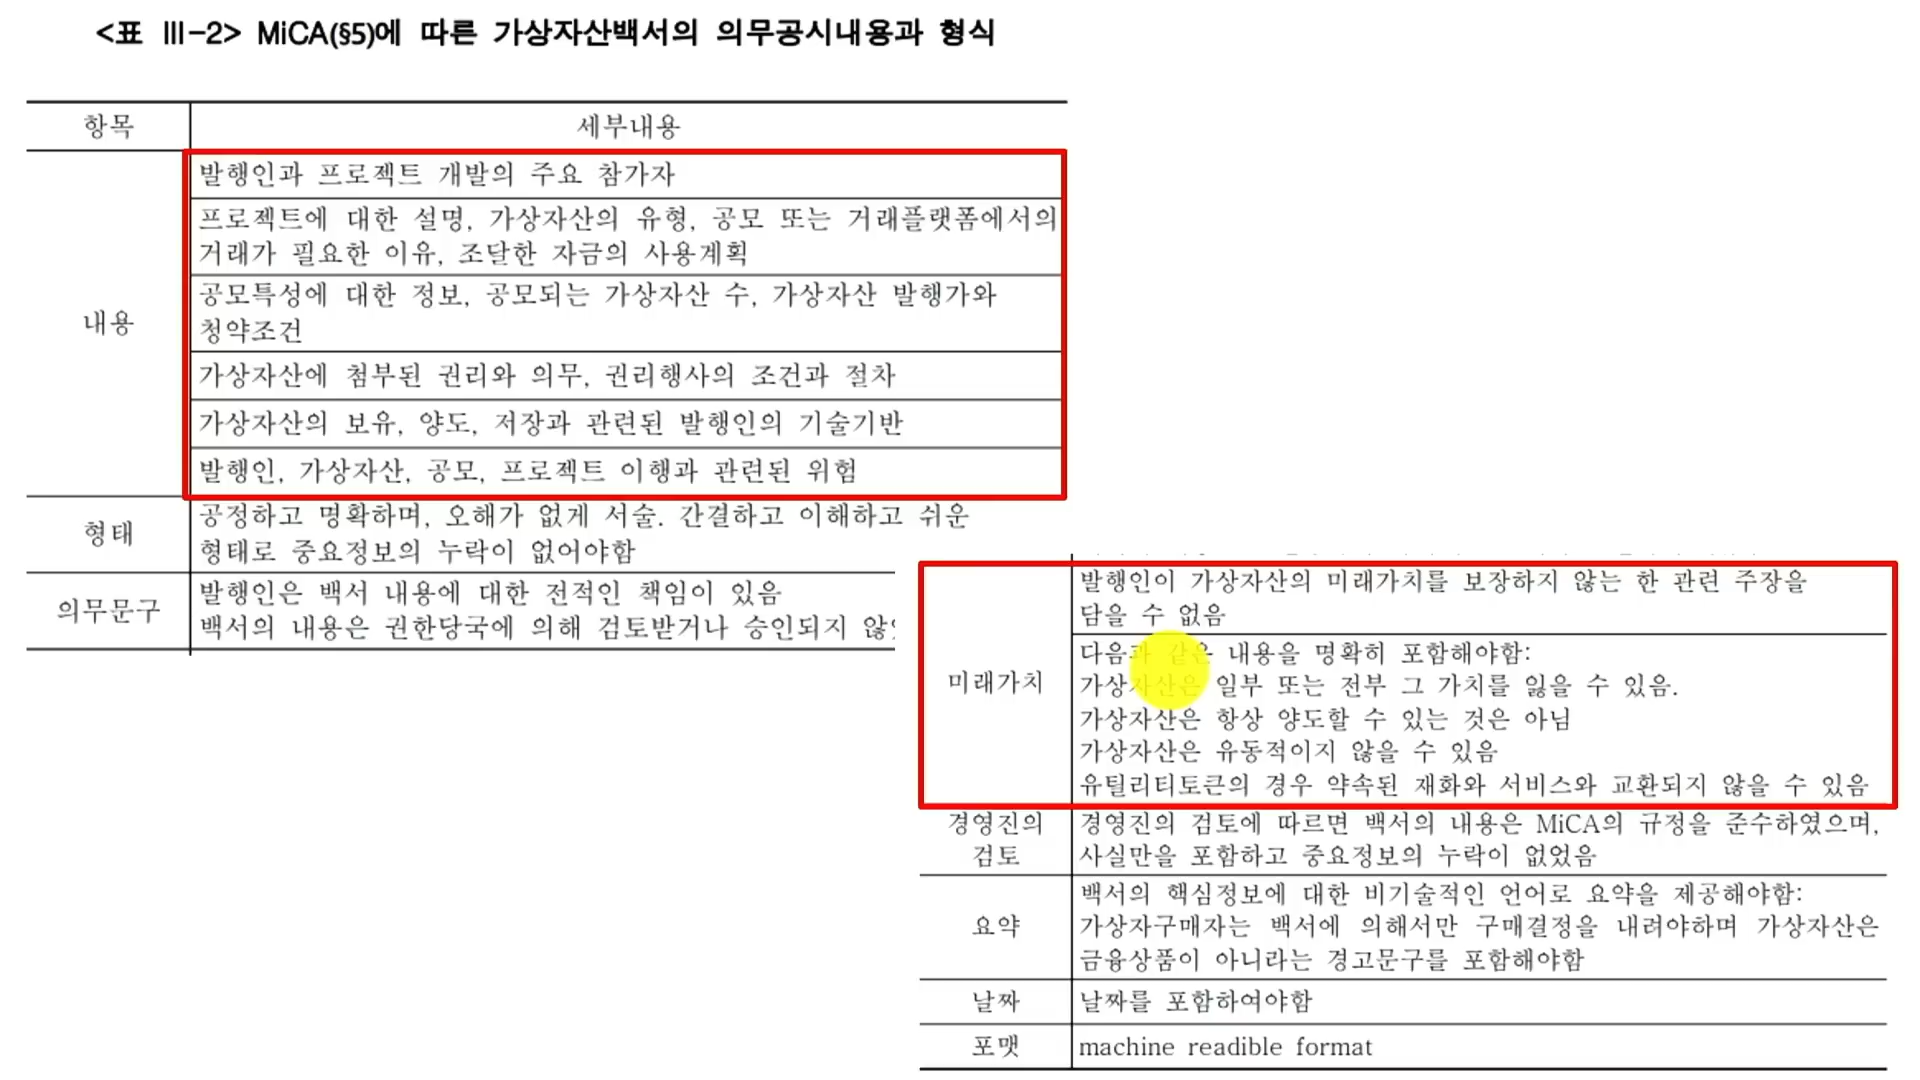 <표 Ⅲ-2> MiCA(§5)에 따른 가상자산백서의 의무공시내용과 형식
항목 세부내용
내용
발행인과 프로젝트 개발의 주요 참가자
프로젝트에 대한 설명, 가상자산의 유형, 공모 또는 거래플랫폼에서의
거래가 필요한 이유, 조달한 자금의 사용계획
공모특성에 대한 정보, 공모되는 가상자산 수, 가상자산 발행가와
청약조건
가상자산에 첨부된 권리와 의무, 권리행사의 조건과 절차
가상자산의 보유, 양도, 저장과 관련된 발행인의 기술기반
발행인, 가상자산, 공모, 프로젝트 이행과 관련된 위험
형태
공정하고 명확하며, 오해가 없게 서술. 간결하고 이해하고 쉬운
형태로 중요정보의 누락이 없어야함
의무문구
발행인은 백서 내용에 대한 전적인 책임이 있음
백서의 내용은 권한당국에 의해 검토받거나 승인되지
미래가치
발행인이 가상자산의 미래가치를 보장하지 않는 한 관련 주장을
담을 수 없음
다음과 같은 내용을 명확히 포함해야함:
가상자산은 일부 또는 전부 그 가치를 잃을 수 있음.
가상자산은 항상 양도할 수 있는 것은 아님
가상자산은 유동적이지 않을 수 있음
유틸리티토큰의 경우 약속된 재화와 서비스와 교환되지 않을 수 있음
경영진의
검토
경영진의 검토에 따르면 백서의 내용은 MiCA의 규정을 준수하였으며,
사실만을 포함하고 중요정보의 누락이 없었음
요약
백서의 핵심정보에 대한 비기술적인 언어로 요약을 제공해야함:
가상자구매자는 백서에 의해서만 구매결정을 내려야하며 가상자산은
금융상품이 아니라는 경고문구를 포함해야함
날짜 날짜를 포함하여야함
포맷 machine readible format